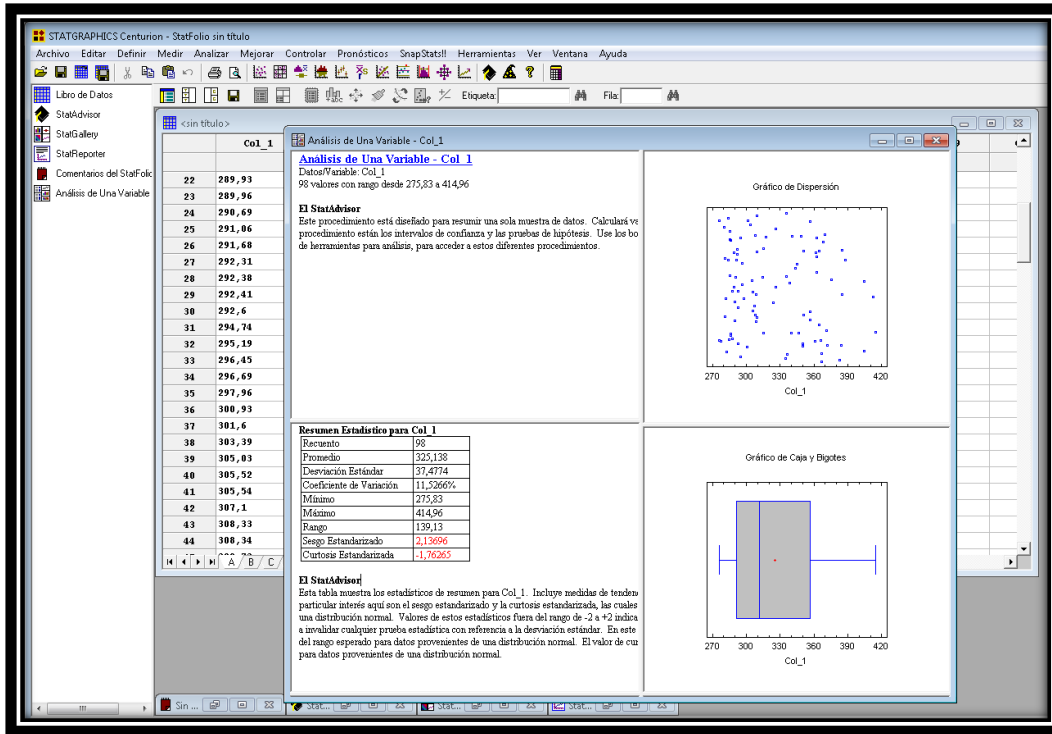 STATGRAPHICS Centurion - StatFolio sin título
Archivo Editar Definir Medir Analizar Mejorar Controlar Pronósticos SnapStats!! Herramientas Ver Ventana Ayuda
Etiqueta: Fila:
Libro de Datos
StatAdvisor
StatGallery
StatReporter
Comentarios del StatFolio
Análisis de Una Variable
<sin título>
Col_1
22 289,93
23 289,96
24 290,69
25 291,06
26 291,68
27 292,31
28 292,38
29 292,41
30 292,6
31 294,74
32 295,19
33 296,45
34 296,69
35 297,96
36 300,93
37 301,6
38 303,39
39 305,03
40 305,52
41 305,54
42 307,1
43 308,33
44 308,34
A B C
Análisis de Una Variable - Col_1
Análisis de Una Variable - Col_1
Datos/Variable: Col_1
98 valores con rango desde 275,83 a 414,96
El StatAdvisor
Este procedimiento está diseñado para resumir una sola muestra de datos. Calculará va
procedimiento están los intervalos de confianza y las pruebas de hipótesis. Use los bo
de herramientas para análisis, para acceder a estos diferentes procedimientos.
Gráfico de Dispersión
270 300 330 360 390 420
Col_1
Resumen Estadístico para Col_1
Recuento 98
Promedio 325,138
Desviación Estándar 37,4774
Coeficiente de Variación 11,5266%
Mínimo 275,83
Máximo 414,96
Rango 139,13
Sesgo Estandarizado 2,13696
Curtosis Estandarizada -1,76265
El StatAdvisor
Esta tabla muestra los estadísticos de resumen para Col_1. Incluye medidas de tenden
particular interés aquí son el sesgo estandarizado y la curtosis estandarizada, las cuales
una distribución normal. Valores de estos estadísticos fuera del rango de -2 a +2 indica
a invalidar cualquier prueba estadística con referencia a la desviación estándar. En este
del rango esperado para datos provenientes de una distribución normal. El valor de cur
para datos provenientes de una distribución normal.
Gráfico de Caja y Bigotes
270 300 330 360 390 420
Col_1
Sin ... Stat... Stat... Stat...